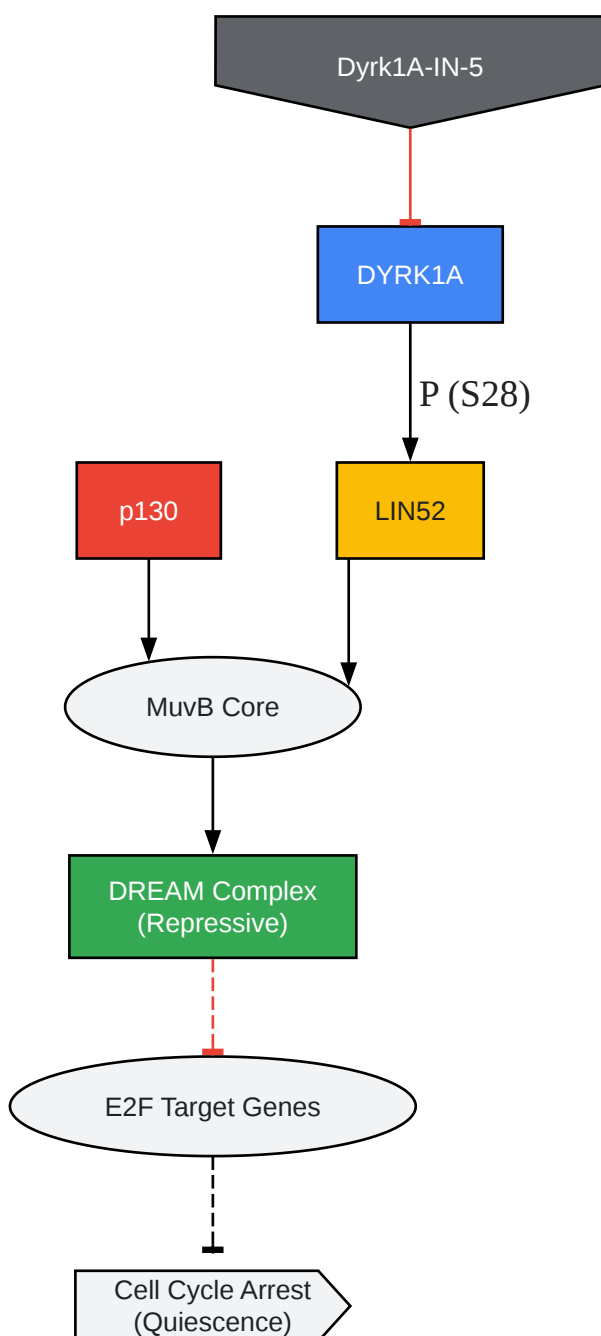 Dyrk1A-IN-5
DYRK1A
P (S28)
p130
LIN52
MuvB Core
DREAM Complex
(Repressive)
E2F Target Genes
Cell Cycle Arrest
(Quiescence)